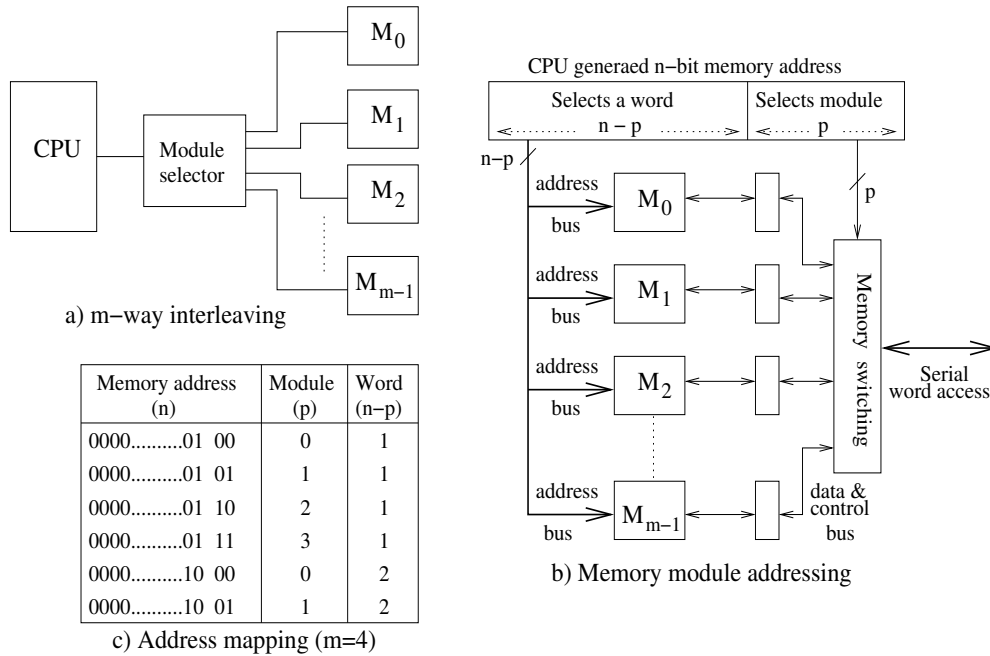 CPU
Module
selector
M0
M1
M2
Mm−1
a) m−way interleaving
CPU generaed n-bit memory address
Selects a word
n − p
Selects module
p
n−p
p
address
bus
M0
address
bus
M1
address
bus
M2
address
bus
Mm−1
Memory switching
Serial
word access
data &
control
bus
b) Memory module addressing
Memory address Module Word
(n) (p) (n−p)
0000..........01 00 0 1
0000..........01 01 1 1
0000..........01 10 2 1
0000..........01 11 3 1
0000..........10 00 0 2
0000..........10 01 1 2
c) Address mapping (m=4)